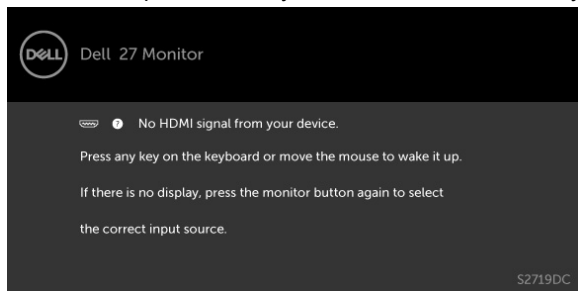 DELL
Dell 27 Monitor
? No HDMI signal from your device.
Press any key on the keyboard or move the mouse to wake it up.
If there is no display, press the monitor button again to select
the correct input source.
S2719DC